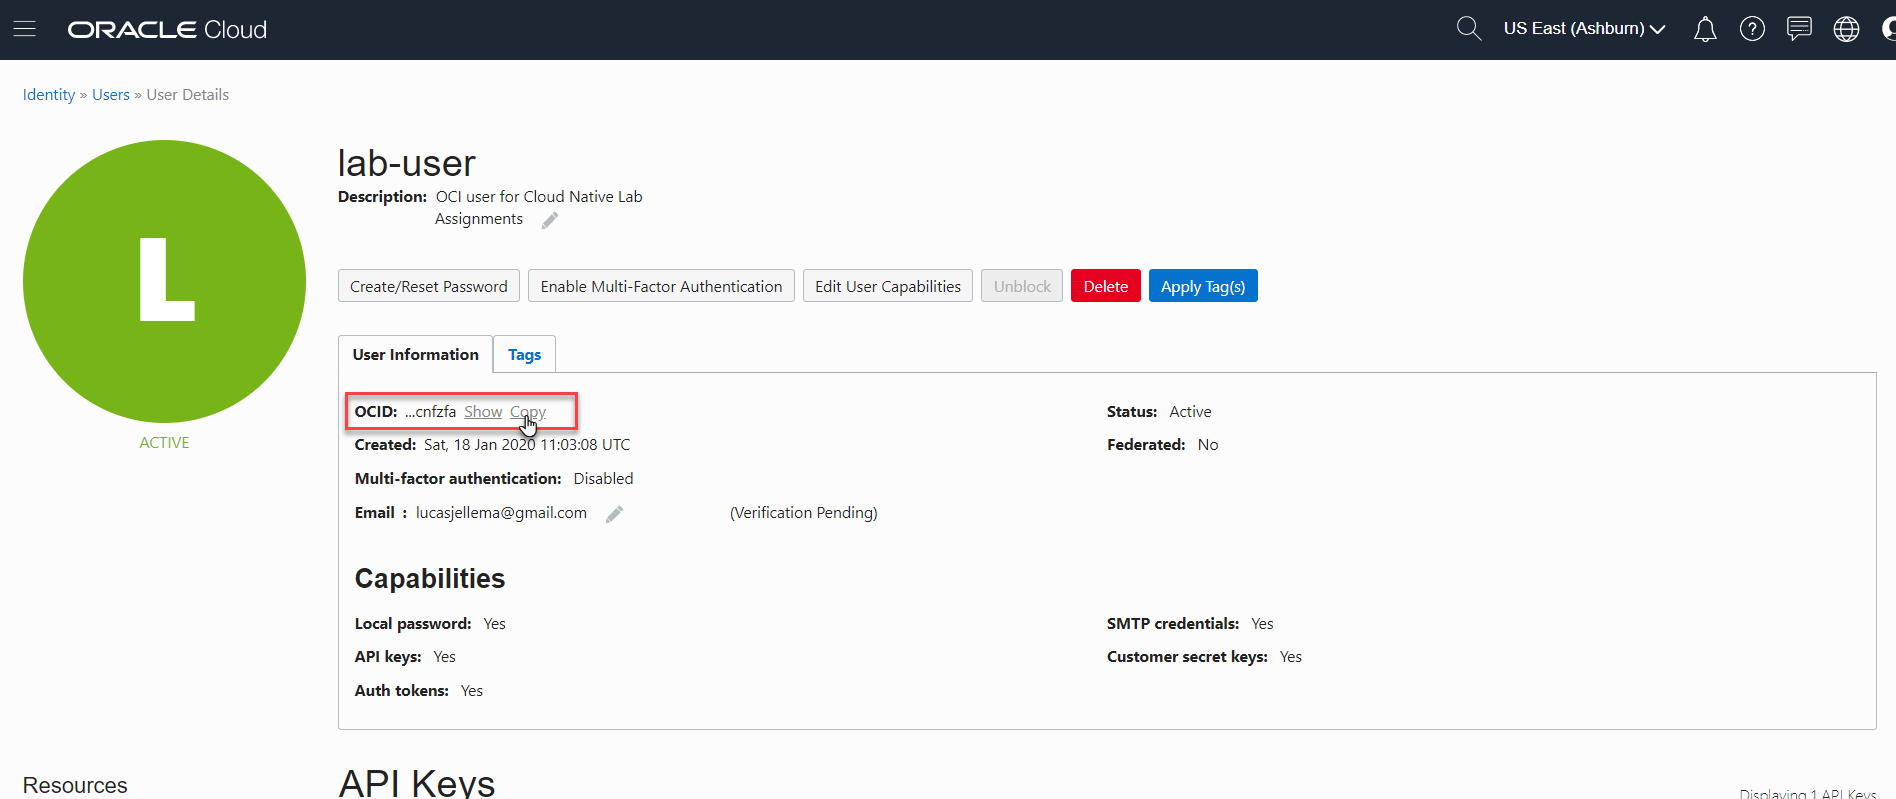 ORACLE Cloud
US East (Ashburn)
Identity » Users » User Details
L
ACTIVE
lab-user
Description: OCI user for Cloud Native Lab
Assignments
Create/Reset Password Enable Multi-Factor Authentication Edit User Capabilities Unblock Delete Apply Tag(s)
User Information Tags
OCID: ...cnfzfa Show Copy
Status: Active
Created: Sat, 18 Jan 2020 11:03:08 UTC
Federated: No
Multi-factor authentication: Disabled
Email : lucasjellema@gmail.com (Verification Pending)
Capabilities
Local password: Yes
SMTP credentials: Yes
API keys: Yes
Customer secret keys: Yes
Auth tokens: Yes
Resources
API Keys
Displaying 1 API Keys